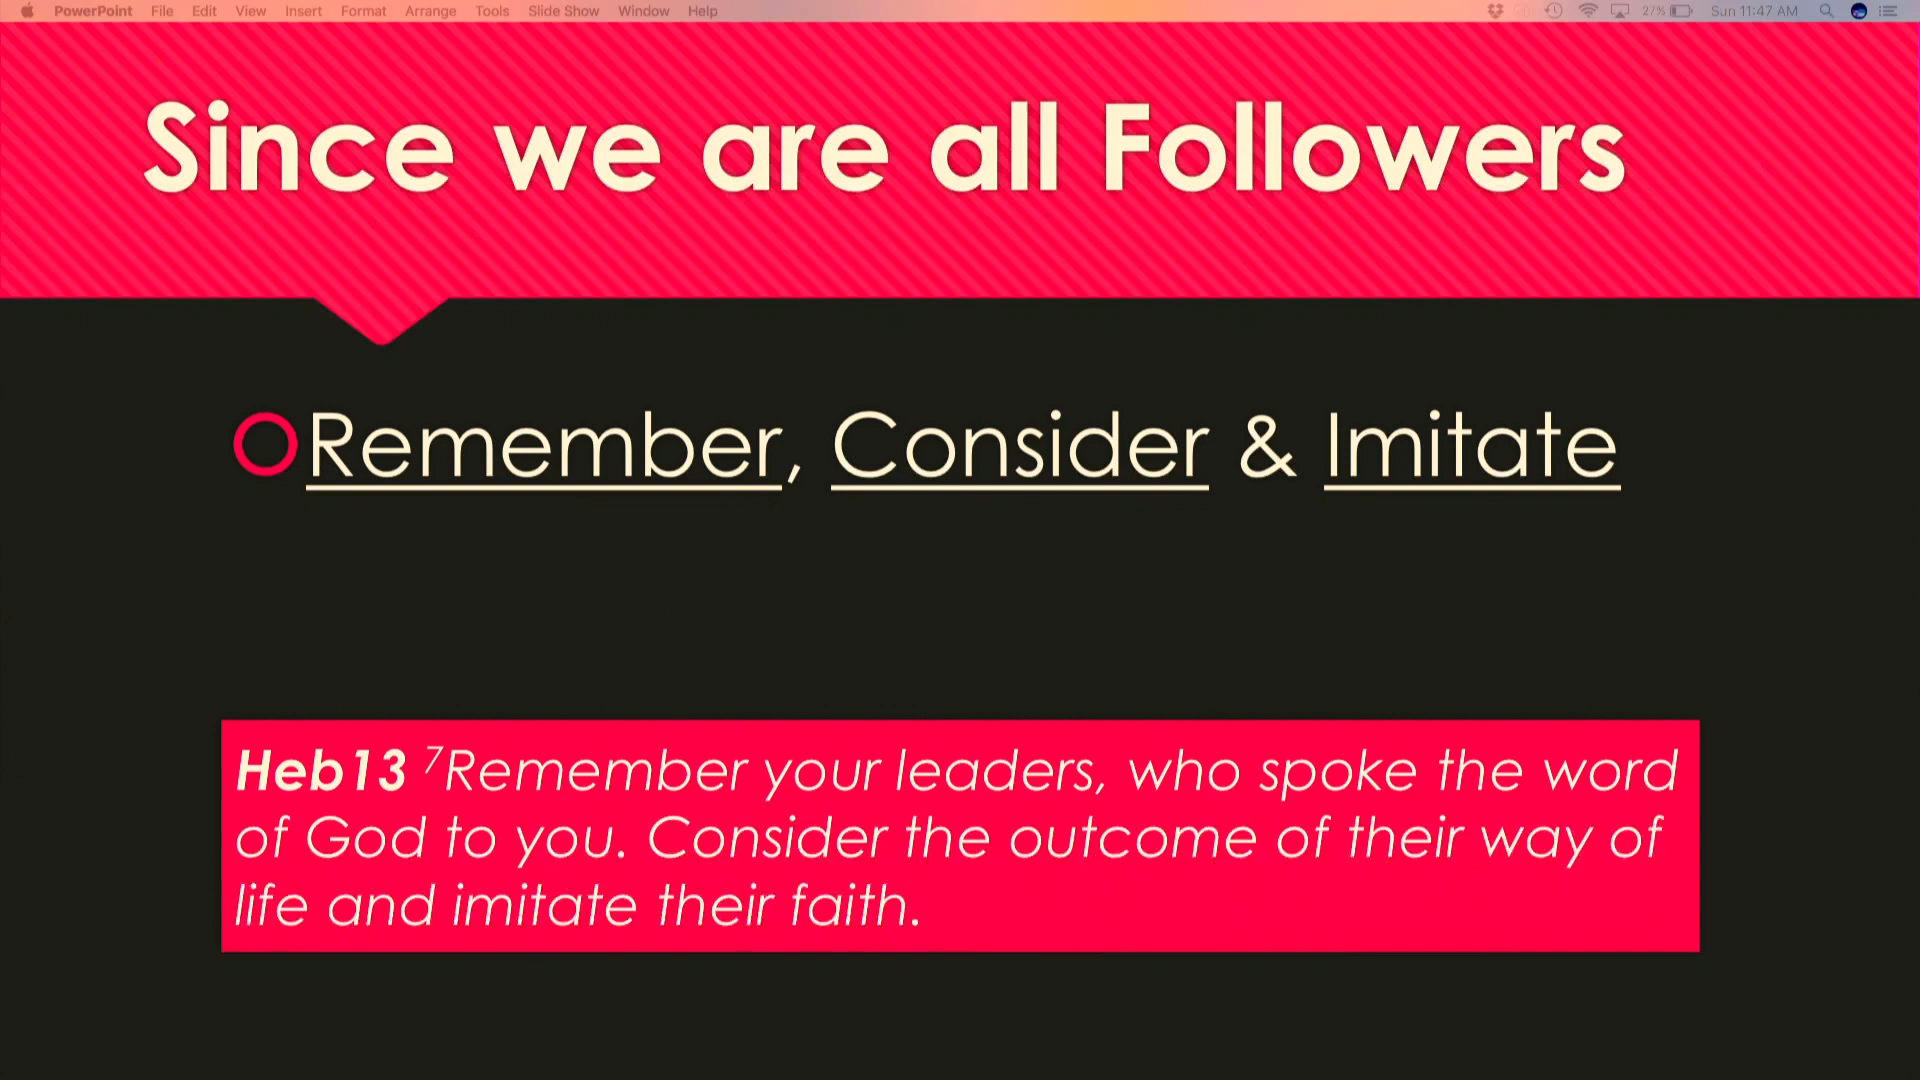 PowerPoint File Edit View Insert Format Arrange Tools Slide Show Window Help 27% Sun 11:47 AM
Since we are all Followers
Remember, Consider & Imitate
Heb13 ⁷Remember your leaders, who spoke the word
of God to you. Consider the outcome of their way of
life and imitate their faith.